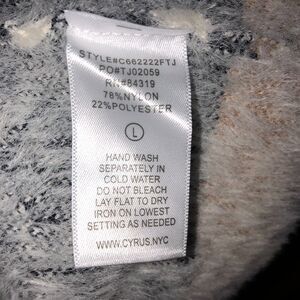 STYLE#C662222FTJ
PO#TJ02059
RN#84319
78%NYLON
22%POLYESTER
L
HAND WASH
SEPARATELY IN
COLD WATER
DO NOT BLEACH
LAY FLAT TO DRY
IRON ON LOWEST
SETTING AS NEEDED
WWW.CYRUS.NYC